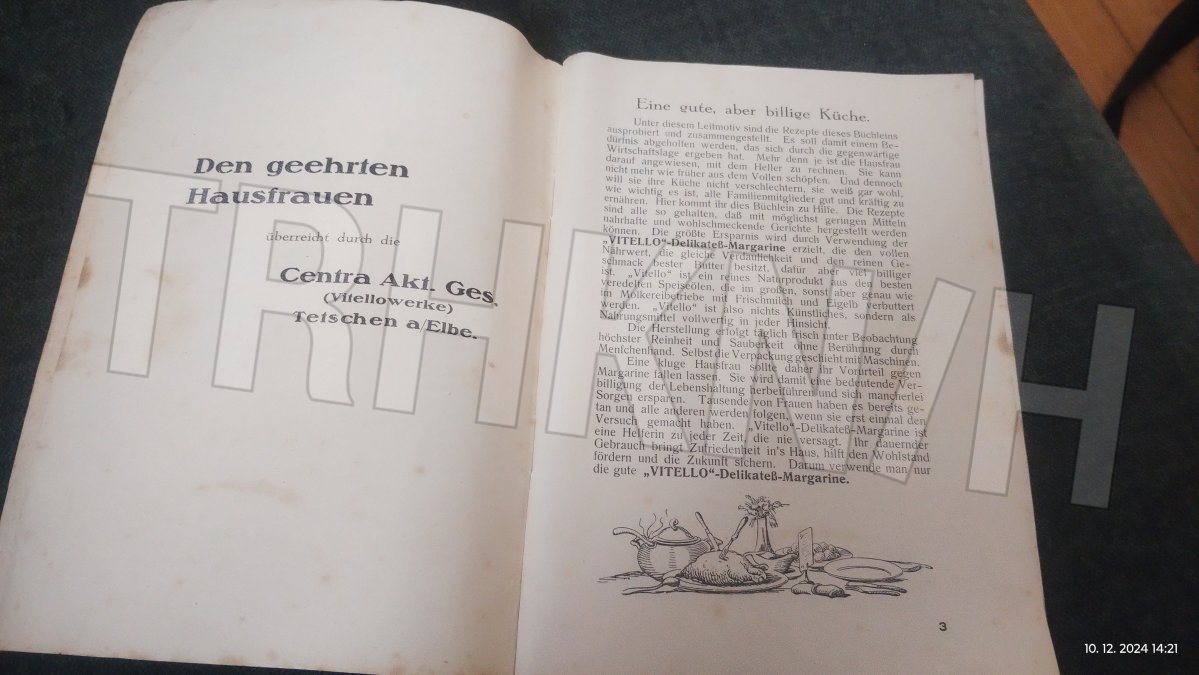 Den geehrten
Hausfrauen
überreicht durch die
Centra Akt. Ges.
(Vitellowerke)
Tetschen a/Elbe.
Eine gute, aber billige Küche.
Unter diesem Leitmotiv sind die Rezepte dieses Büchleins
ausprobiert und zusammengestellt. Es soll damit einem Be-
dürfnis abgeholfen werden, das sich durch die gegenwärtige
Wirtschaftslage ergeben hat. Mehr denn je ist die Hausfrau
darauf angewiesen, mit dem Heller zu rechnen. Sie kann
nicht mehr wie früher aus dem Vollen schöpfen. Und dennoch
will sie ihre Küche nicht verschlechtern, sie weiß gar wohl,
wie wichtig es ist, alle Familienmitglieder gut und kräftig zu
ernähren. Hier kommt ihr dies Büchlein zu Hilfe. Die Rezepte
sind alle so gehalten, daß mit möglichst geringen Mitteln
nahrhafte und wohlschmeckende Gerichte hergestellt werden
können. Die größte Ersparnis wird durch Verwendung der
„VITELLO“-Delikateß-Margarine erzielt, die den vollen
Nährwert, die gleiche Verdaulichkeit und den reinen Ge-
schmack bester Butter besitzt, dafür aber viel billiger
ist. „Vitello“ ist ein reines Naturprodukt aus den besten
veredelten Speiseölen, die im großen, sonst aber genau wie
im Molkereibetriebe mit Frischmilch und Eigelb verbuttert
werden. „Vitello“ ist also nichts Künstliches, sondern als
Nahrungsmittel vollwertig in jeder Hinsicht.
Die Herstellung erfolgt täglich frisch unter Beobachtung
höchster Reinheit und Sauberkeit ohne Berührung durch
Menschenhand. Selbst die Verpackung geschieht mit Maschinen.
Eine kluge Hausfrau sollte daher ihr Vorurteil gegen
Margarine fallen lassen. Sie wird damit eine bedeutende Ver-
billigung der Lebenshaltung herbeiführen und sich mancherlei
Sorgen ersparen. Tausende von Frauen haben es bereits ge-
tan und alle anderen werden folgen, wenn sie erst einmal den
Versuch gemacht haben. „Vitello“-Delikateß-Margarine ist
eine Helferin zu jeder Zeit, die nie versagt. Ihr dauernder
Gebrauch bringt Zufriedenheit in's Haus, hilft den Wohlstand
fördern und die Zukunft sichern. Darum verwende man nur
die gute „VITELLO“-Delikateß-Margarine.
3
10. 12. 2024 14:21